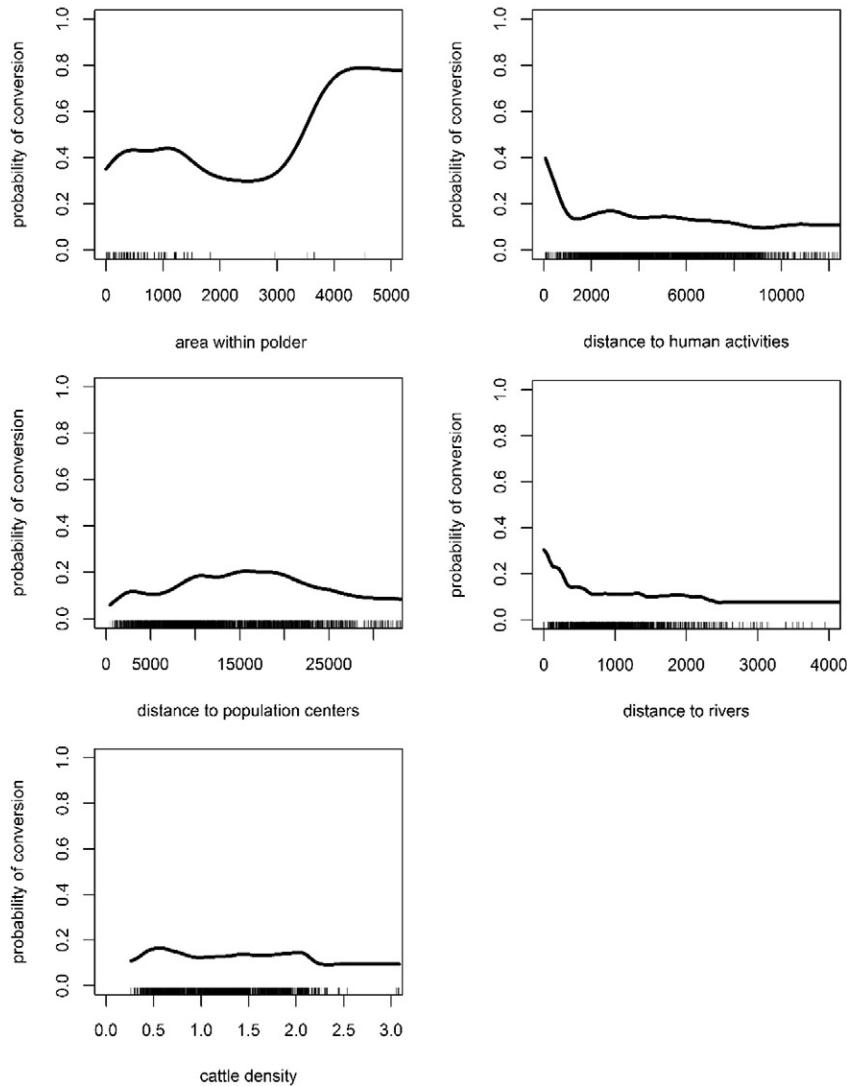 probability of conversion
1.0
0.8
0.6
0.4
0.2
0.0
0 1000 2000 3000 4000 5000
area within polder
probability of conversion
1.0
0.8
0.6
0.4
0.2
0.0
0 2000 6000 10000
distance to human activities
probability of conversion
1.0
0.8
0.6
0.4
0.2
0.0
0 5000 15000 25000
distance to population centers
probability of conversion
1.0
0.8
0.6
0.4
0.2
0.0
0 1000 2000 3000 4000
distance to rivers
probability of conversion
1.0
0.8
0.6
0.4
0.2
0.0
0.0 0.5 1.0 1.5 2.0 2.5 3.0
cattle density